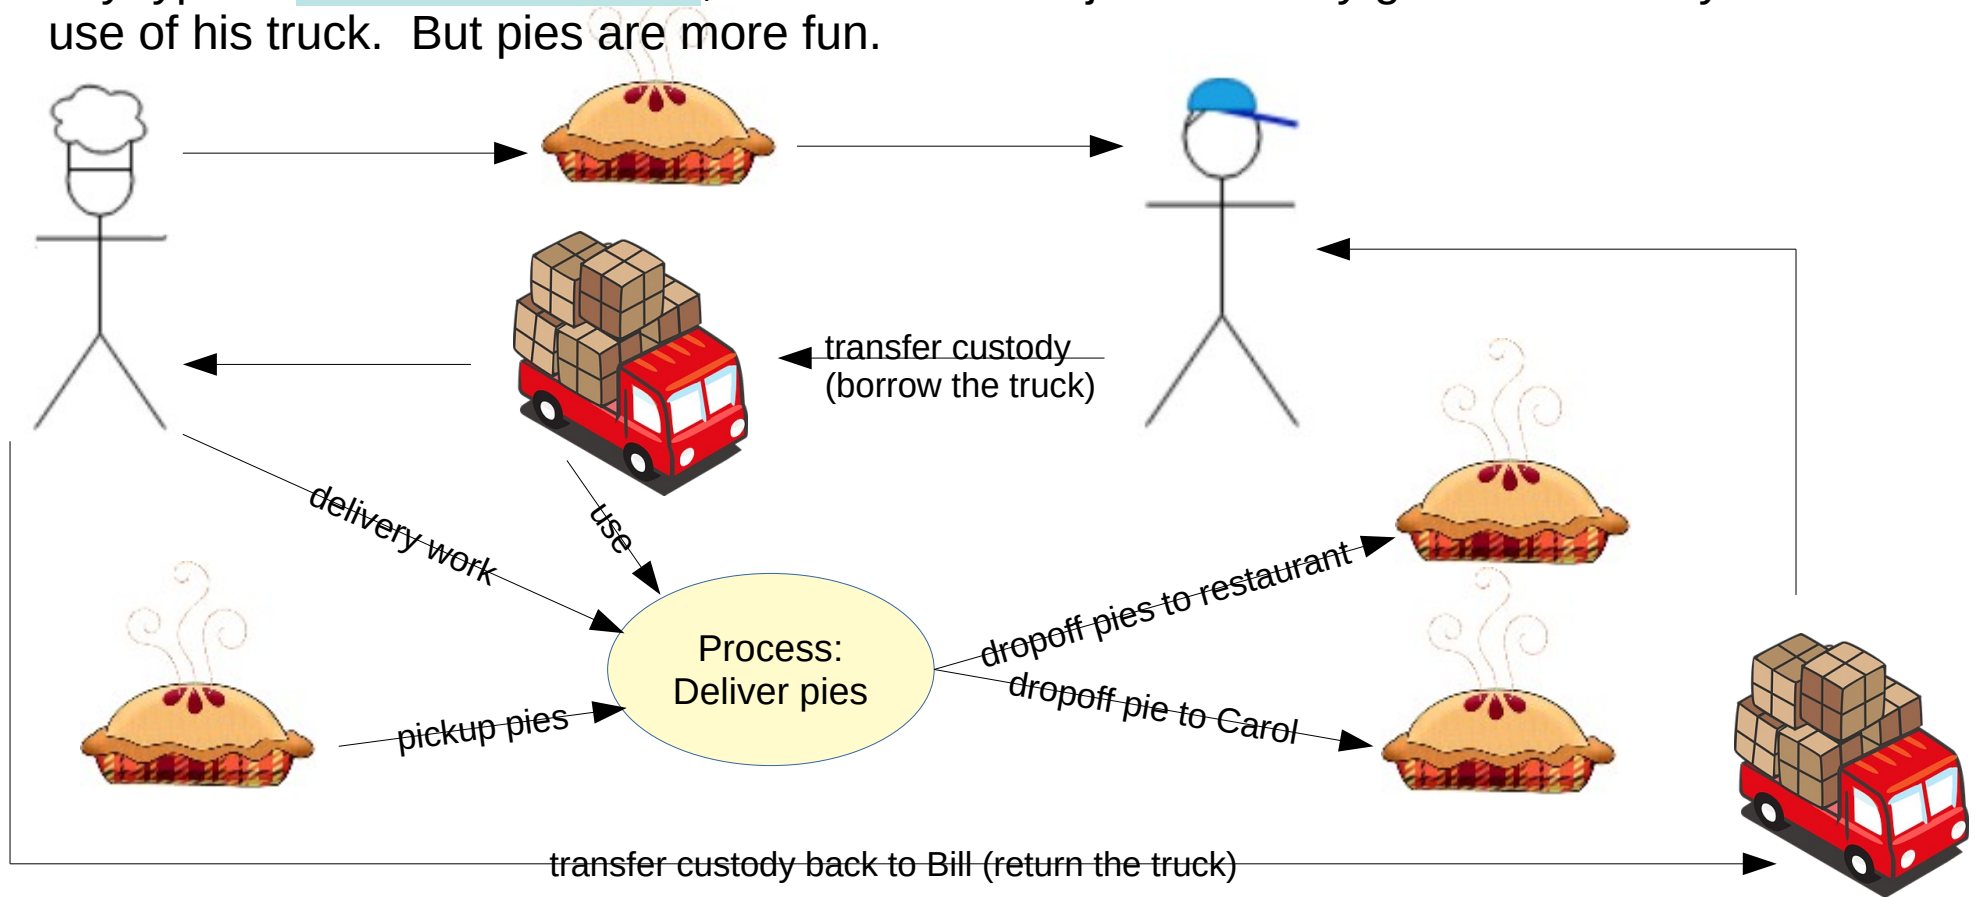 use of his truck.  But pies are more fun.
transfer custody
(borrow the truck)
delivery work
use
dropoff pies to restaurant
Process:
Deliver pies
dropoff pie to Carol
pickup pies
transfer custody back to Bill (return the truck)